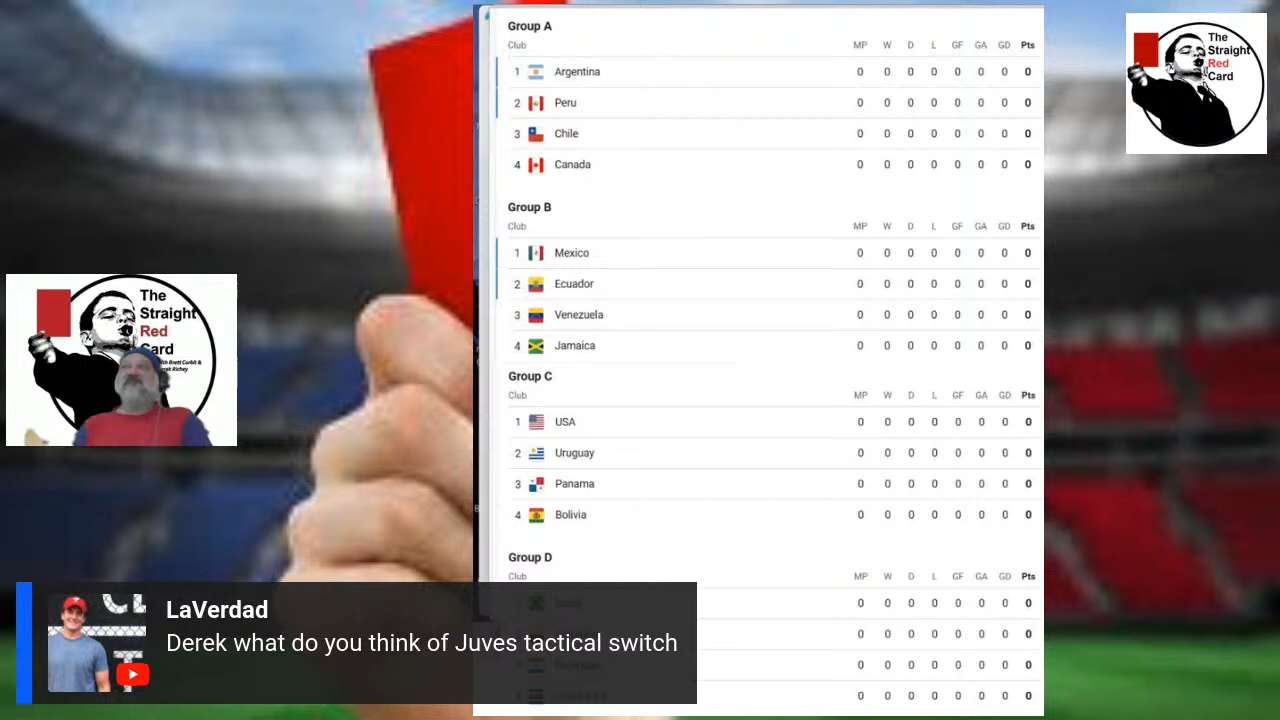 Group A
Club MP W D L GF GA GD Pts
1 Argentina 0 0 0 0 0 0 0 0
2 Peru 0 0 0 0 0 0 0 0
3 Chile 0 0 0 0 0 0 0 0
4 Canada 0 0 0 0 0 0 0 0
Group B
Club MP W D L GF GA GD Pts
1 Mexico 0 0 0 0 0 0 0 0
2 Ecuador 0 0 0 0 0 0 0 0
3 Venezuela 0 0 0 0 0 0 0 0
4 Jamaica 0 0 0 0 0 0 0 0
Group C
Club MP W D L GF GA GD Pts
1 USA 0 0 0 0 0 0 0 0
2 Uruguay 0 0 0 0 0 0 0 0
3 Panama 0 0 0 0 0 0 0 0
4 Bolivia 0 0 0 0 0 0 0 0
Group D
Club MP W D L GF GA GD Pts
0 0 0 0 0 0 0 0
0 0 0 0 0 0 0 0
0 0 0 0 0 0 0 0
0 0 0 0 0 0 0 0
The
Straight
Red
Card
The
Straight
Red
Card
with Brett Corbit &
Richey
LaVerdad
Derek what do you think of Juves tactical switch